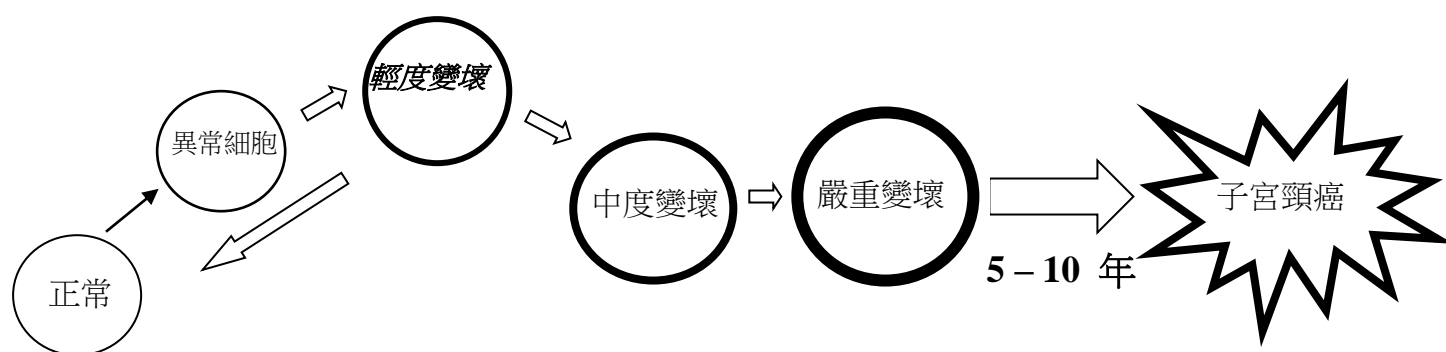 正常
異常細胞
輕度變壞
中度變壞
嚴重變壞
5 – 10 年
子宮頸癌